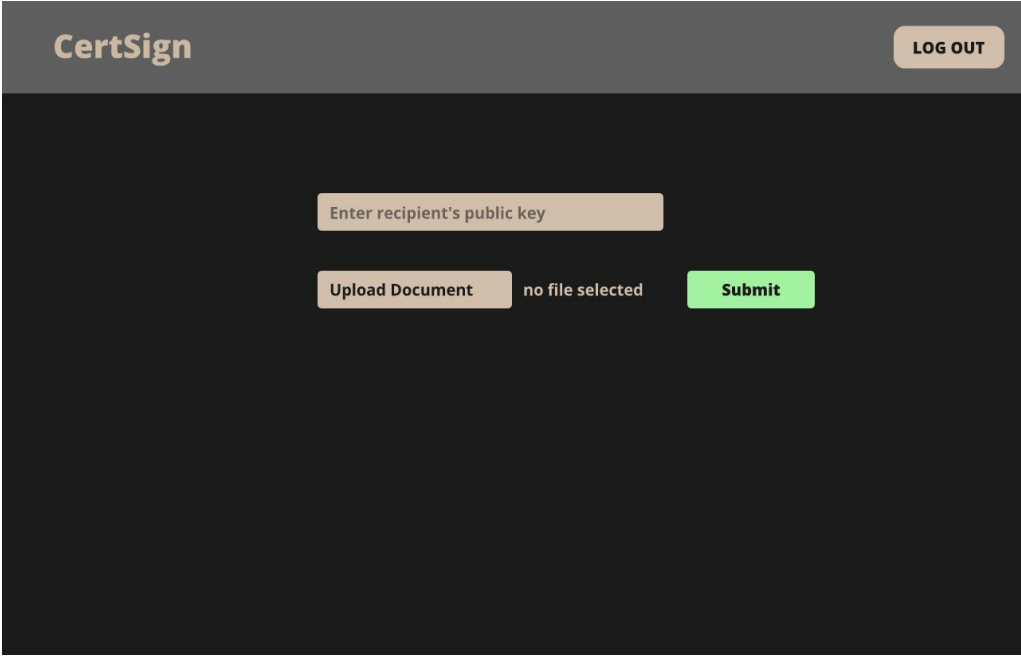 CertSign
LOG OUT
Enter recipient's public key
Upload Document no file selected Submit